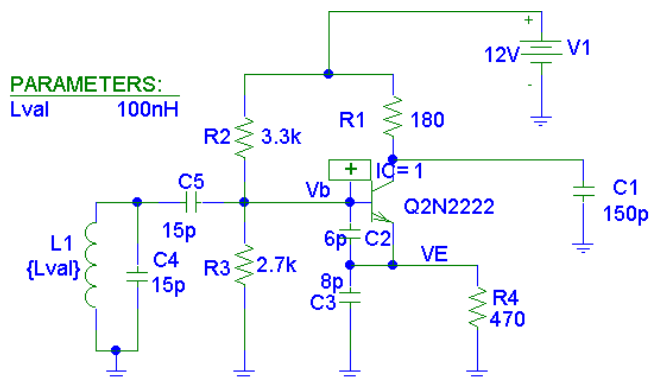 +
12V V1
-
PARAMETERS:
Lval 100nH
R1 180
R2 3.3k
+ IC= 1
C5
Vb
Q2N2222
C1
150p
15p
6p C2
L1
{Lval}
C4
15p
R3 2.7k
VE
8p
C3
R4
470